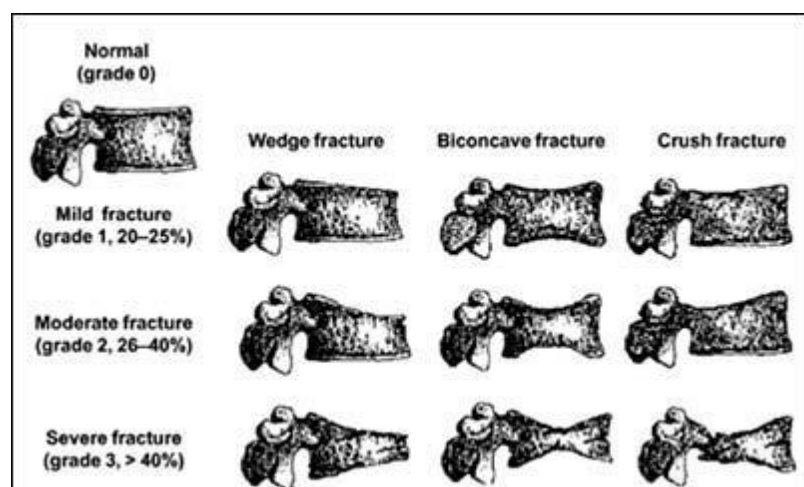 Normal
(grade 0)
Wedge fracture
Biconcave fracture
Crush fracture
Mild fracture
(grade 1, 20–25%)
Moderate fracture
(grade 2, 26–40%)
Severe fracture
(grade 3, > 40%)